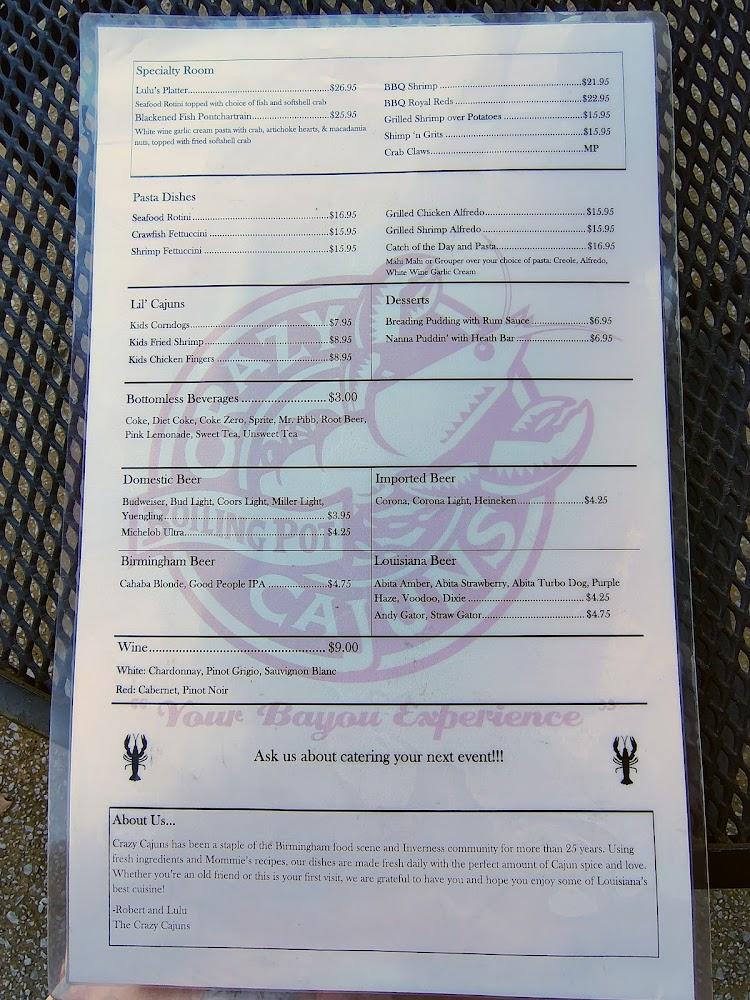 Specialty Room
Lulu's Platter...............................................$26.95
Seafood Rotini topped with choice of fish and softshell crab
Blackened Fish Pontchartrain..........................$25.95
White wine garlic cream pasta with crab, artichoke hearts, & macadamia
nuts, topped with fried softshell crab
BBQ Shrimp ................................................$21.95
BBQ Royal Reds ..........................................$22.95
Grilled Shrimp over Potatoes ...........................$15.95
Shimp 'n Grits ..............................................$15.95
Crab Claws...................................................MP
Pasta Dishes
Seafood Rotini..............................................$16.95
Crawfish Fettuccini .......................................$15.95
Shrimp Fettuccini ..........................................$15.95
Grilled Chicken Alfredo..................................$15.95
Grilled Shrimp Alfredo ...................................$15.95
Catch of the Day and Pasta..............................$16.95
Mahi Mahi or Grouper over your choice of pasta: Creole, Alfredo,
White Wine Garlic Cream
Lil' Cajuns
Kids Corndogs..............................................$7.95
Kids Fried Shrimp..........................................$8.95
Kids Chicken Fingers ......................................$8.95
Desserts
Breading Pudding with Rum Sauce ....................$6.95
Nanna Puddin' with Heath Bar .........................$6.95
Bottomless Beverages .........................$3.00
Coke, Diet Coke, Coke Zero, Sprite, Mr. Pibb, Root Beer,
Pink Lemonade, Sweet Tea, Unsweet Tea
Domestic Beer
Budweiser, Bud Light, Coors Light, Miller Light,
Yuengling.................................................... $3.95
Michelob Ultra.............................................. $4.25
Imported Beer
Corona, Corona Light, Heineken......................$4.25
Birmingham Beer
Cahaba Blonde, Good People IPA ....................$4.75
Louisiana Beer
Abita Amber, Abita Strawberry, Abita Turbo Dog, Purple
Haze, Voodoo, Dixie ...................................... $4.25
Andy Gator, Straw Gator................................. $4.75
Wine.................................................... $9.00
White: Chardonnay, Pinot Grigio, Sauvignon Blanc
Red: Cabernet, Pinot Noir
CRAZY
BOILING POT
CAJUNS
"Your Bayou Experience"
Ask us about catering your next event!!!
About Us...
Crazy Cajuns has been a staple of the Birmingham food scene and Inverness community for more than 25 years. Using
fresh ingredients and Mommie's recipes, our dishes are made fresh daily with the perfect amount of Cajun spice and love.
Whether you're an old friend or this is your first visit, we are grateful to have you and hope you enjoy some of Louisiana's
best cuisine!
-Robert and Lulu
The Crazy Cajuns